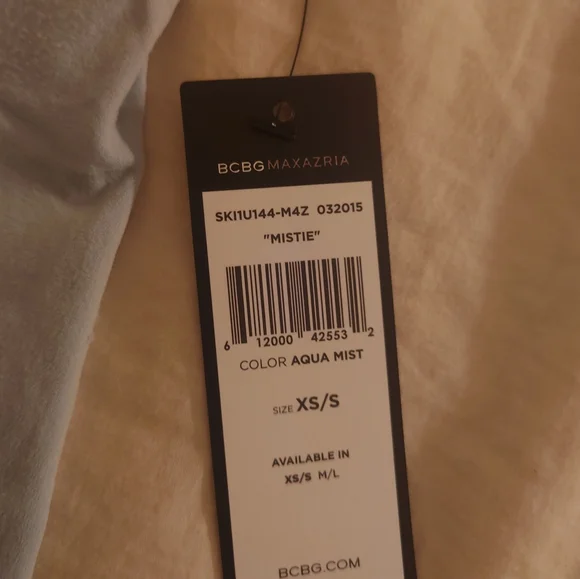 BCBGMAXAZRIA
SKI1U144-M4Z 032015
"MISTIE"
6 12000 42553 2
COLOR AQUA MIST
SIZE XS/S
AVAILABLE IN
XS/S M/L
BCBG.COM